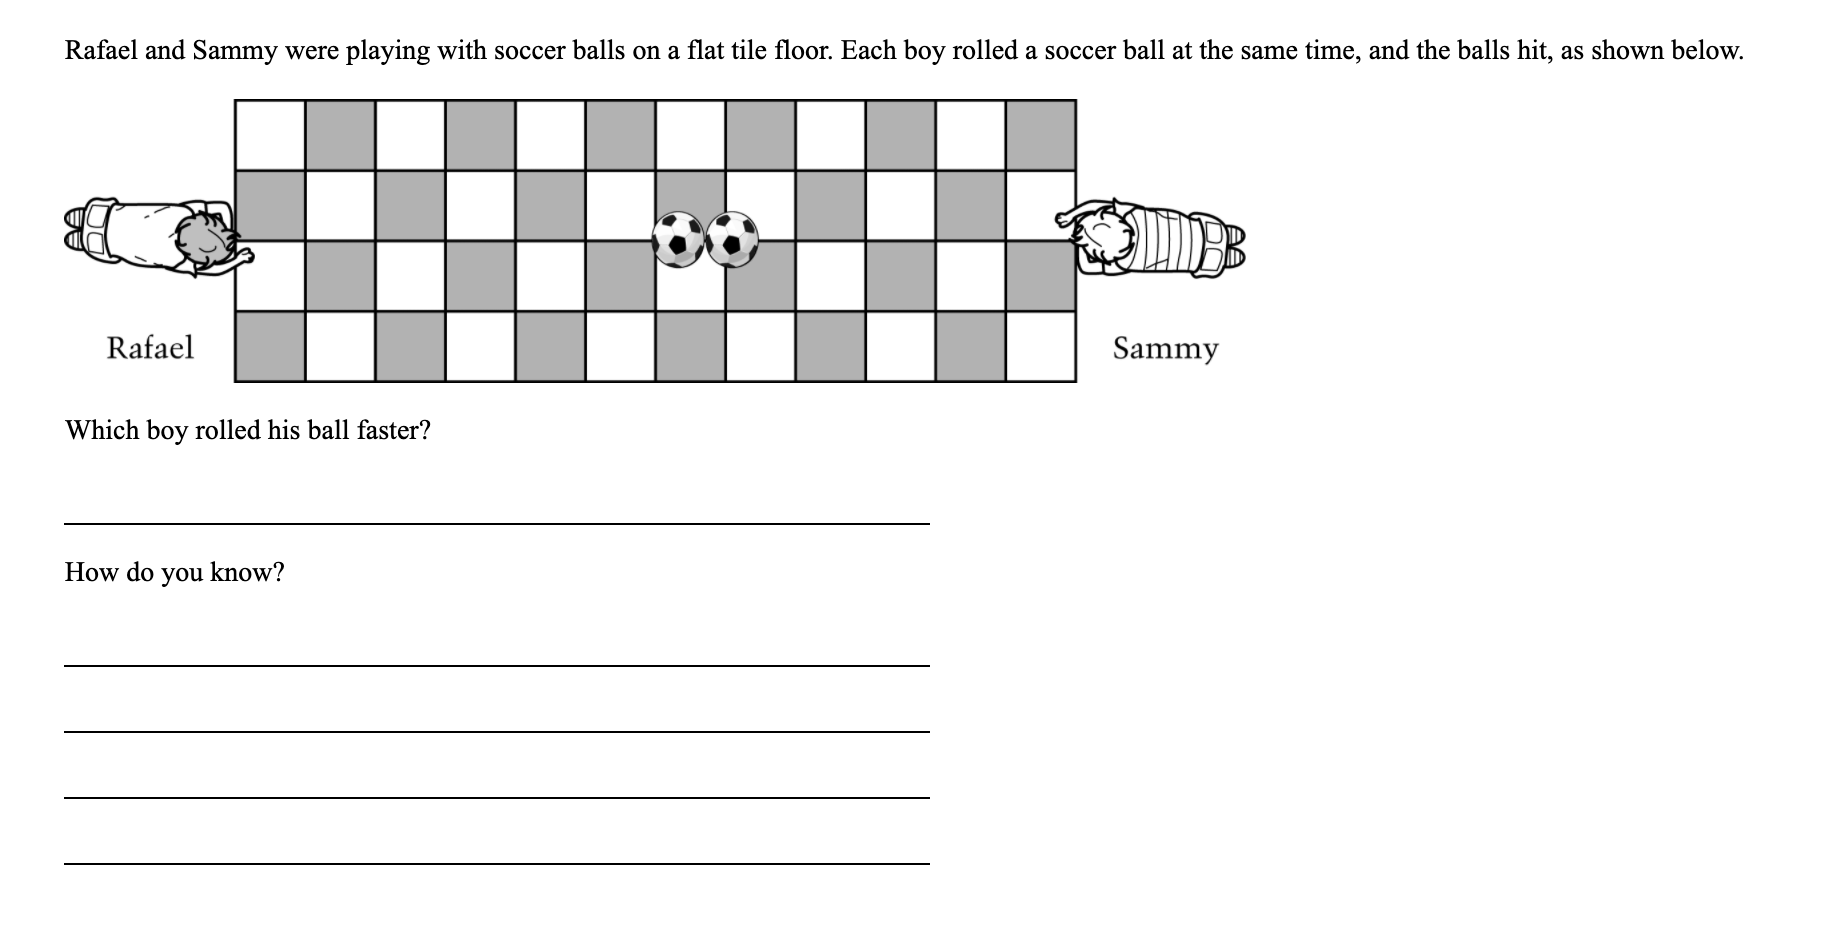 Rafael and Sammy were playing with soccer balls on a flat tile floor. Each boy rolled a soccer ball at the same time, and the balls hit, as shown below.
Rafael
Sammy
Which boy rolled his ball faster?
How do you know?